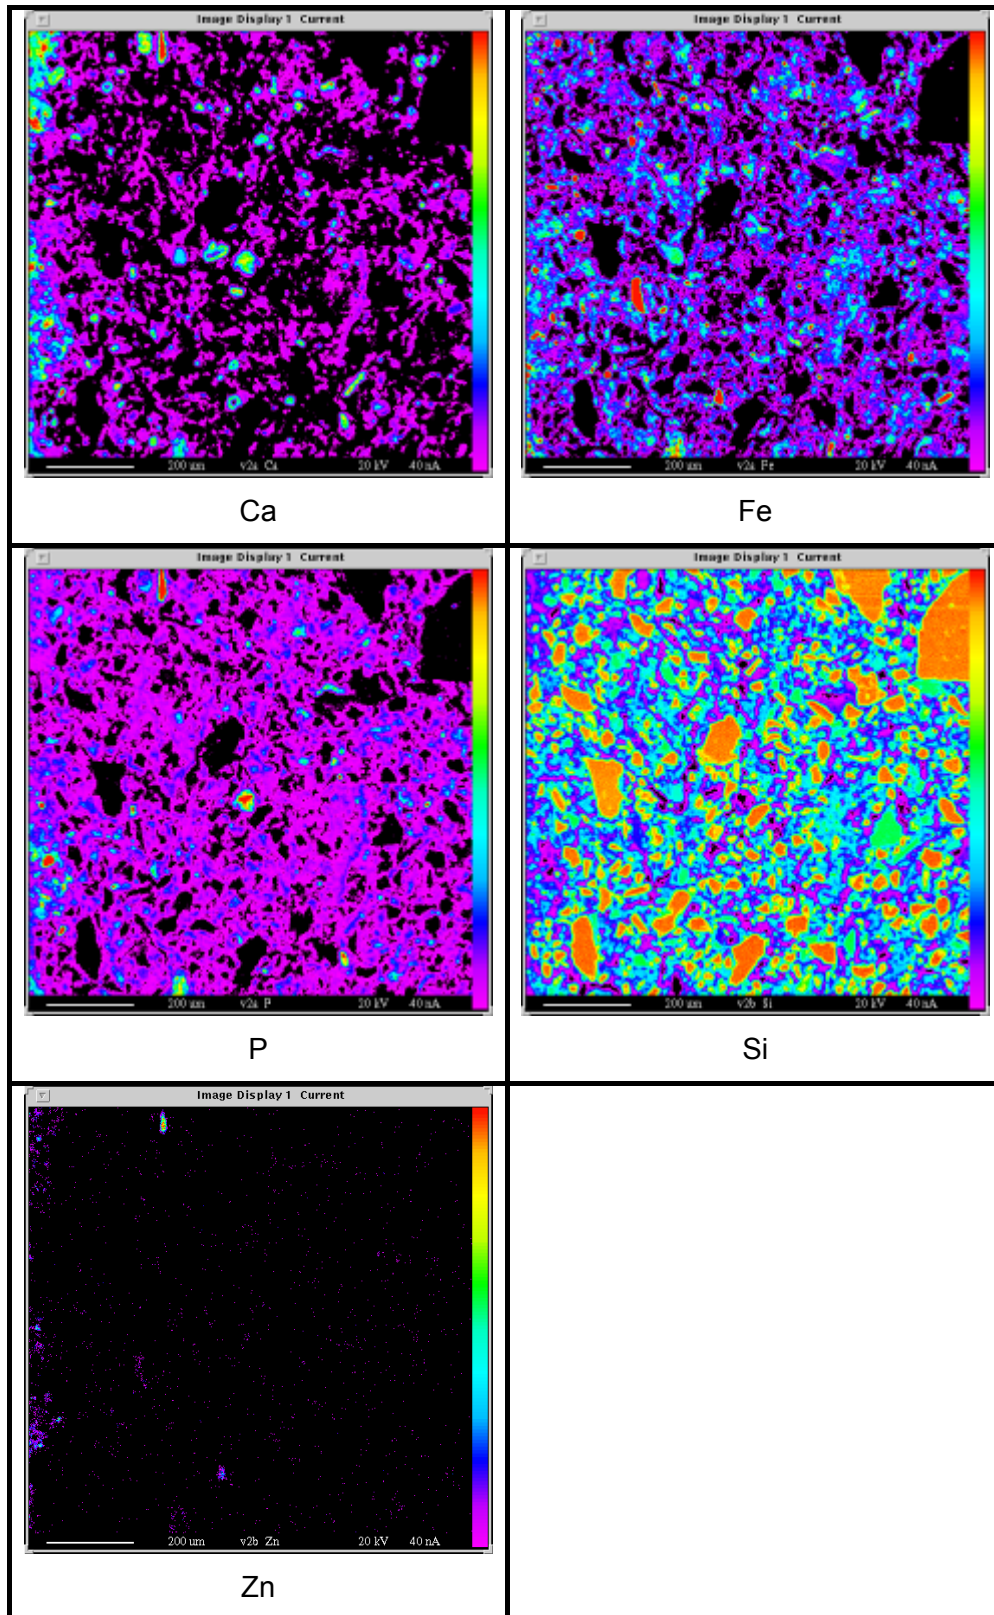 Image Display 1 Current
Image Display 1 Current
200 um v2a Ca 20 kV 40 nA
200 um v2a Fe 20 kV 40 nA
Ca
Fe
Image Display 1 Current
Image Display 1 Current
200 um v2a P 20 kV 40 nA
200 um v2b Si 20 kV 40 nA
P
Si
Image Display 1 Current
200 um v2b Zn 20 kV 40 nA
Zn